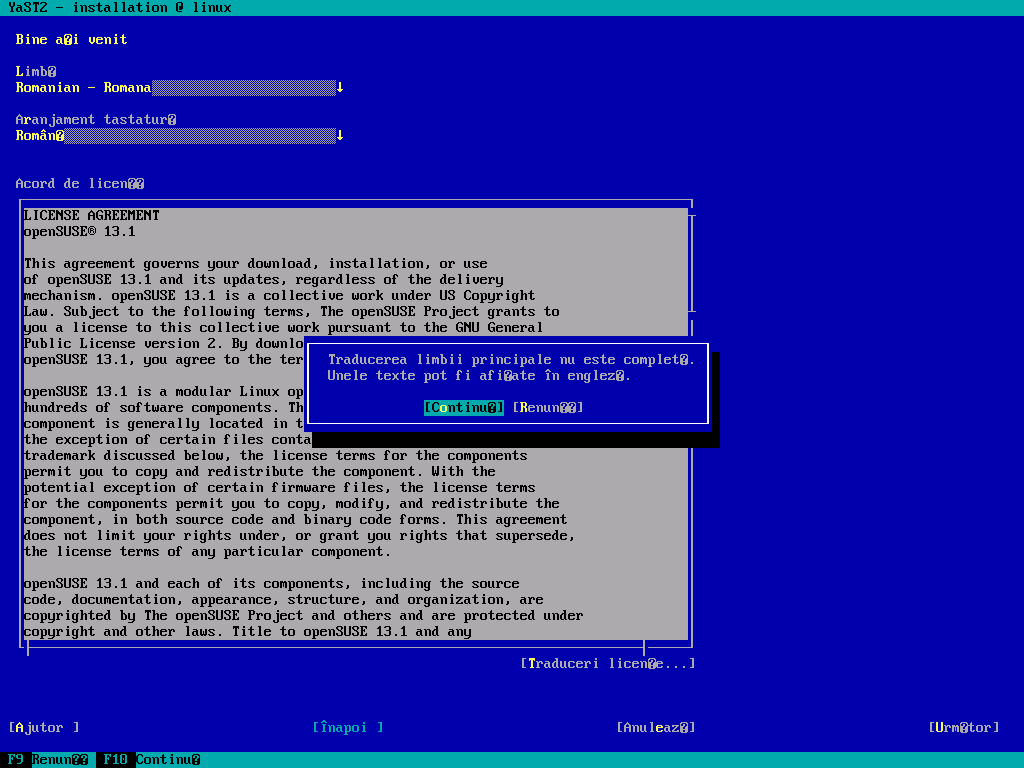 YaST2 - installation @ linux
Bine a�i venit
Limb�
Romanian - Romana↓
Aranjament tastatur�
Român�↓
Acord de licen��
LICENSE AGREEMENT
openSUSE® 13.1
This agreement governs your download, installation, or use
of openSUSE 13.1 and its updates, regardless of the delivery
mechanism. openSUSE 13.1 is a collective work under US Copyright
Law. Subject to the following terms, The openSUSE Project grants to
you a license to this collective work pursuant to the GNU General
Public License version 2. By downlo
openSUSE 13.1, you agree to the ter
Traducerea limbii principale nu este complet�.
Unele texte pot fi afi�ate în englez�.
[Continu�] [Renun��]
openSUSE 13.1 is a modular Linux op
hundreds of software components. Th
component is generally located in t
the exception of certain files conta
trademark discussed below, the license terms for the components
permit you to copy and redistribute the component. With the
potential exception of certain firmware files, the license terms
for the components permit you to copy, modify, and redistribute the
component, in both source code and binary code forms. This agreement
does not limit your rights under, or grant you rights that supersede,
the license terms of any particular component.
openSUSE 13.1 and each of its components, including the source
code, documentation, appearance, structure, and organization, are
copyrighted by The openSUSE Project and others and are protected under
copyright and other laws. Title to openSUSE 13.1 and any
[Traduceri licen�e...]
[Ajutor ] [Înapoi ] [Anuleaz�] [Urm�tor]
F9 Renun�� F10 Continu�